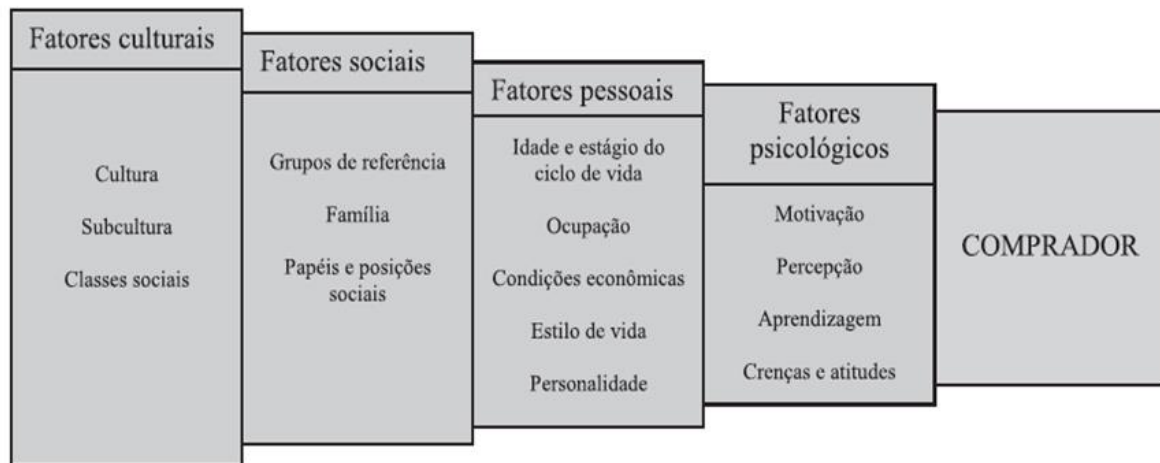 Fatores culturais
Cultura
Subcultura
Classes sociais
Fatores sociais
Grupos de referência
Família
Papéis e posições
sociais
Fatores pessoais
Idade e estágio do
ciclo de vida
Ocupação
Condições econômicas
Estilo de vida
Personalidade
Fatores
psicológicos
Motivação
Percepção
Aprendizagem
Crenças e atitudes
COMPRADOR